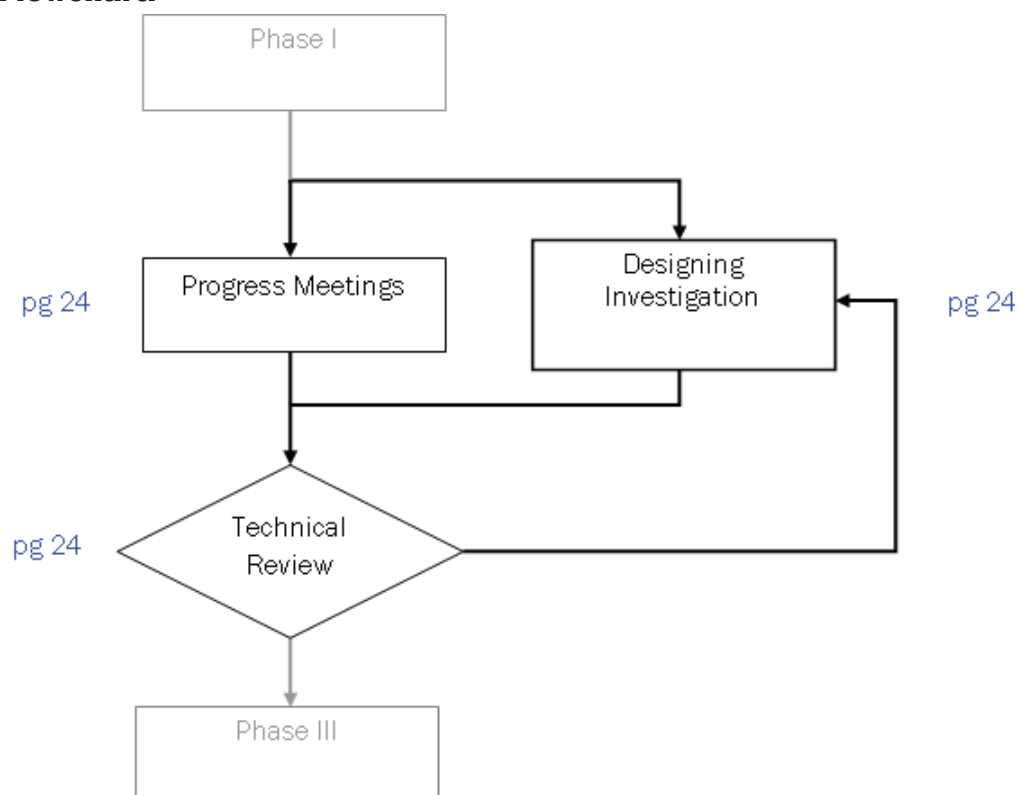 Phase I
Progress Meetings
Designing
Investigation
pg 24
pg 24
Technical
Review
pg 24
Phase III